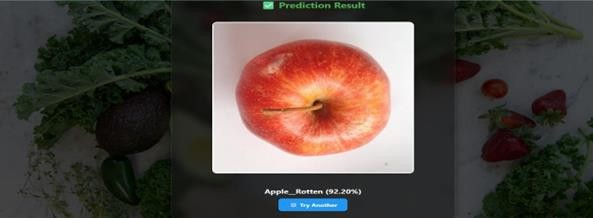 ✅ Prediction Result
Apple__Rotten (92.20%)
Try Another